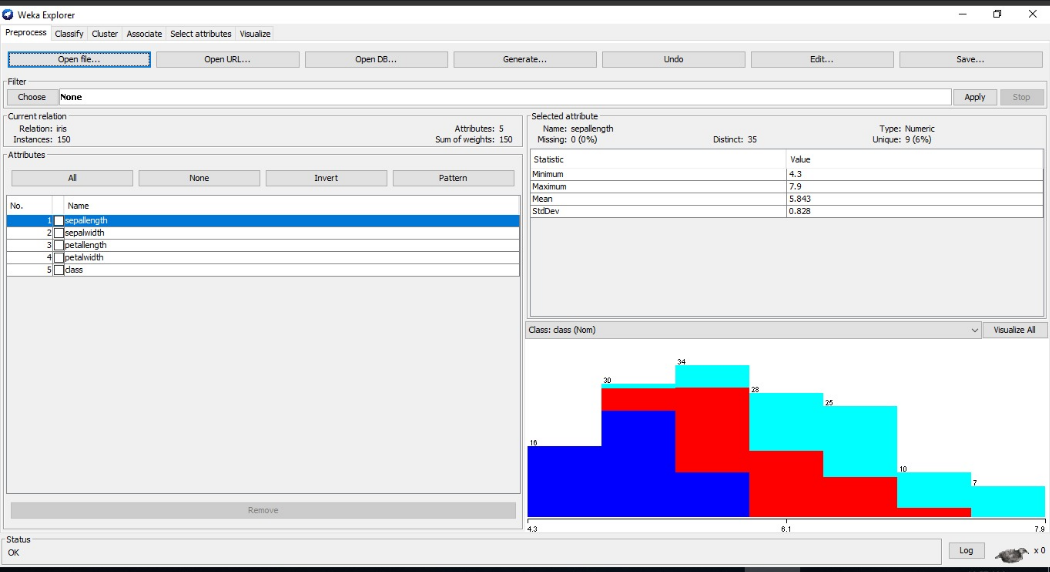 Weka Explorer
Preprocess Classify Cluster Associate Select attributes Visualize
Open file... Open URL... Open DB... Generate... Undo Edit... Save...
Filter
Choose None Apply Stop
Current relation
Relation: iris Attributes: 5
Instances: 150 Sum of weights: 150
Selected attribute
Name: sepallength Type: Numeric
Missing: 0 (0%) Distinct: 35 Unique: 9 (6%)
Attributes
All None Invert Pattern
No. Name
1 sepallength
2 sepalwidth
3 petallength
4 petalwidth
5 class
Remove
Statistic Value
Minimum 4.3
Maximum 7.9
Mean 5.843
StdDev 0.828
Class: class (Nom) Visualize All
16 30 34 28 25 10 7
4.3 6.1 7.9
Status
OK
Log x 0